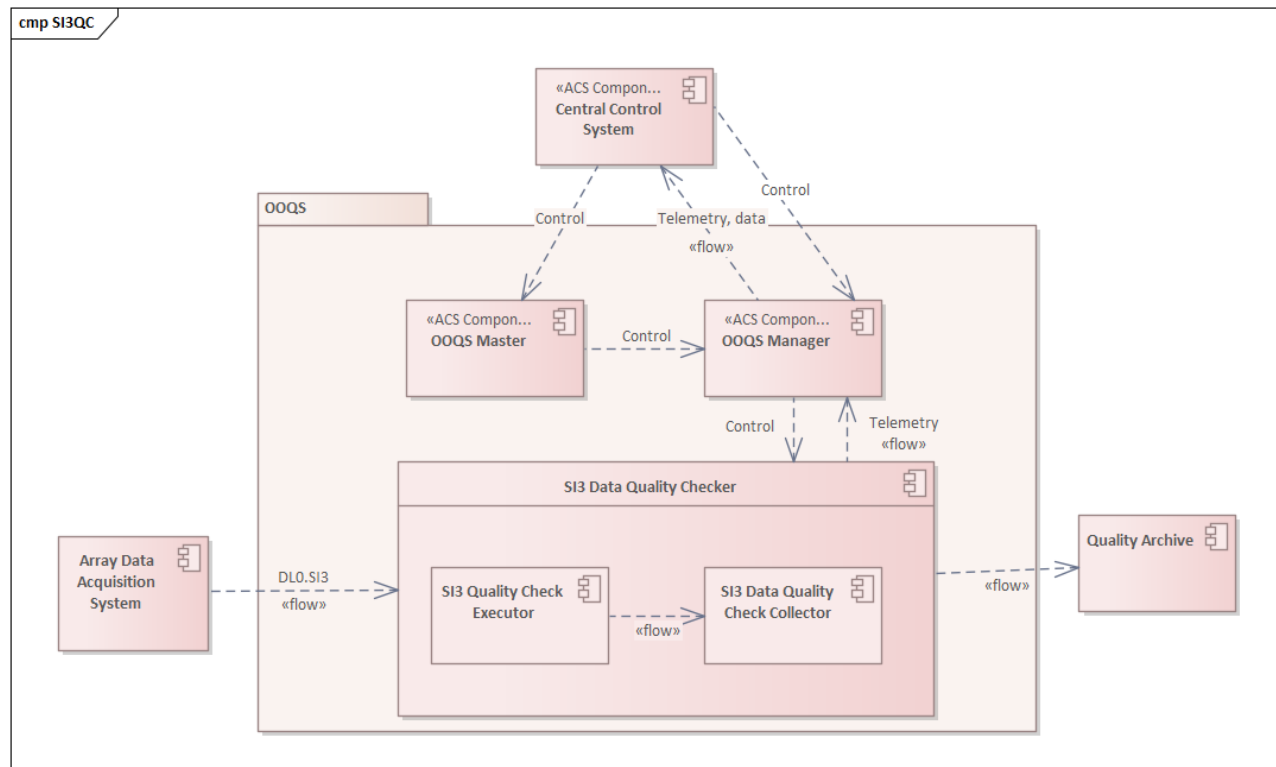 cmp SI3QC
«ACS Compon...
Central Control
System
Control
OOQS
Control
Telemetry, data
«flow»
«ACS Compon...
OOQS Master
Control
«ACS Compon...
OOQS Manager
Control
Telemetry
«flow»
SI3 Data Quality Checker
Array Data
Acquisition
System
DL0.SI3
«flow»
SI3 Quality Check
Executor
«flow»
SI3 Data Quality
Check Collector
«flow»
Quality Archive